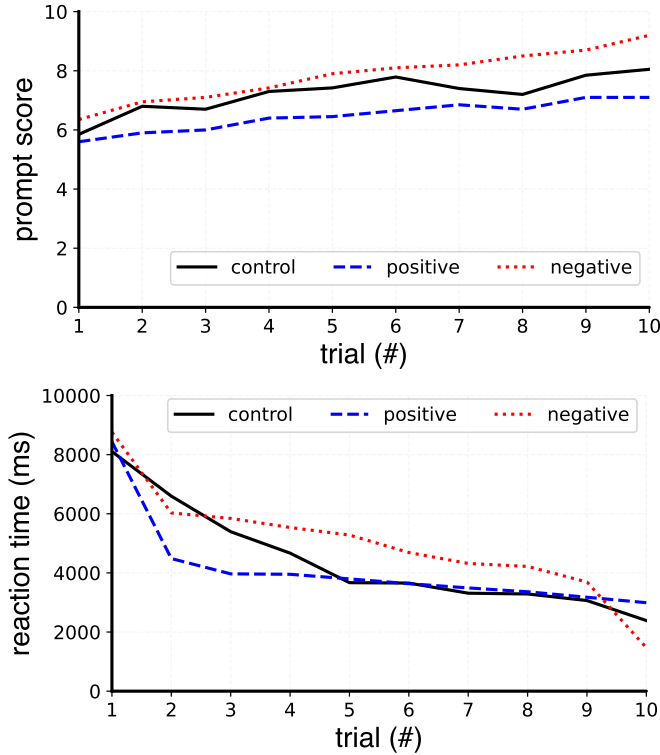 10
8
6
4
2
0
prompt score
control positive negative
1 2 3 4 5 6 7 8 9 10
trial (#)
10000
8000
6000
4000
2000
0
reaction time (ms)
control positive negative
1 2 3 4 5 6 7 8 9 10
trial (#)